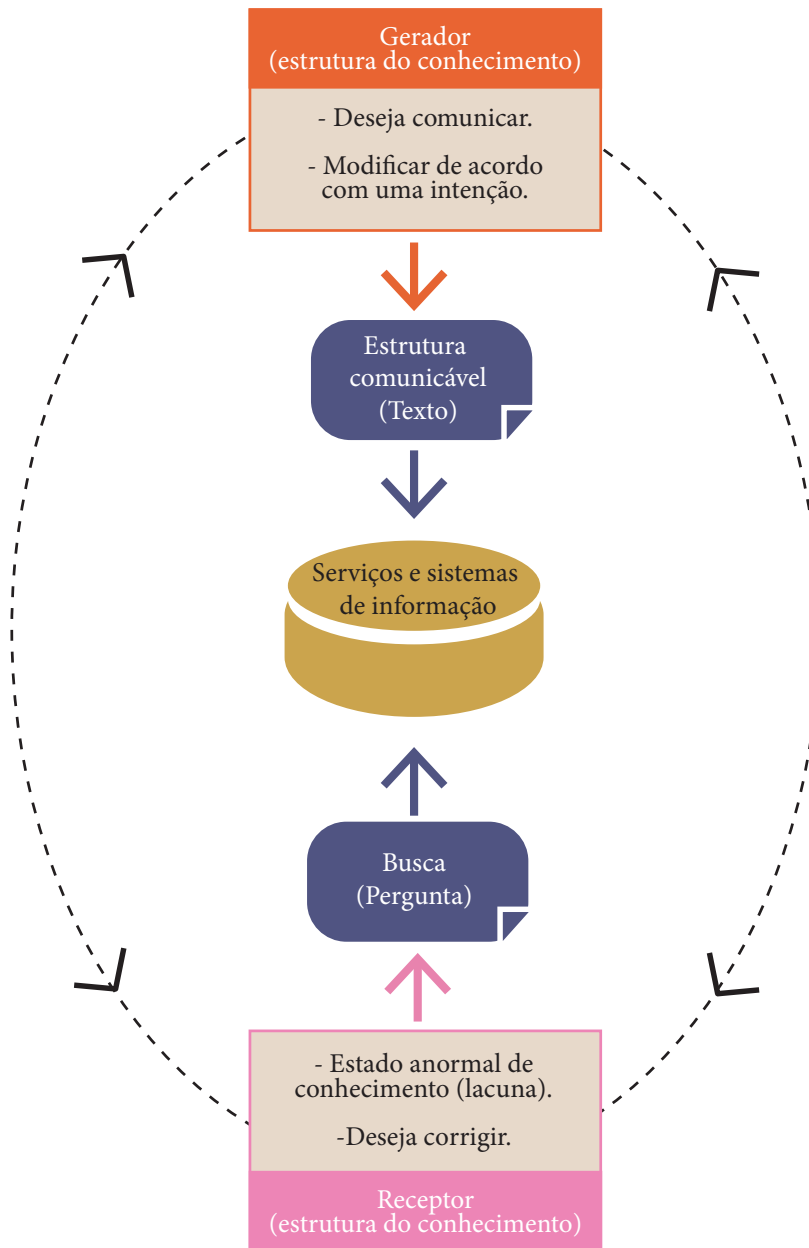 Gerador
(estrutura do conhecimento)
- Deseja comunicar.
- Modificar de acordo
com uma intenção.
Estrutura
comunicável
(Texto)
Serviços e sistemas
de informação
Busca
(Pergunta)
- Estado anormal de
conhecimento (lacuna).
-Deseja corrigir.
Receptor
(estrutura do conhecimento)